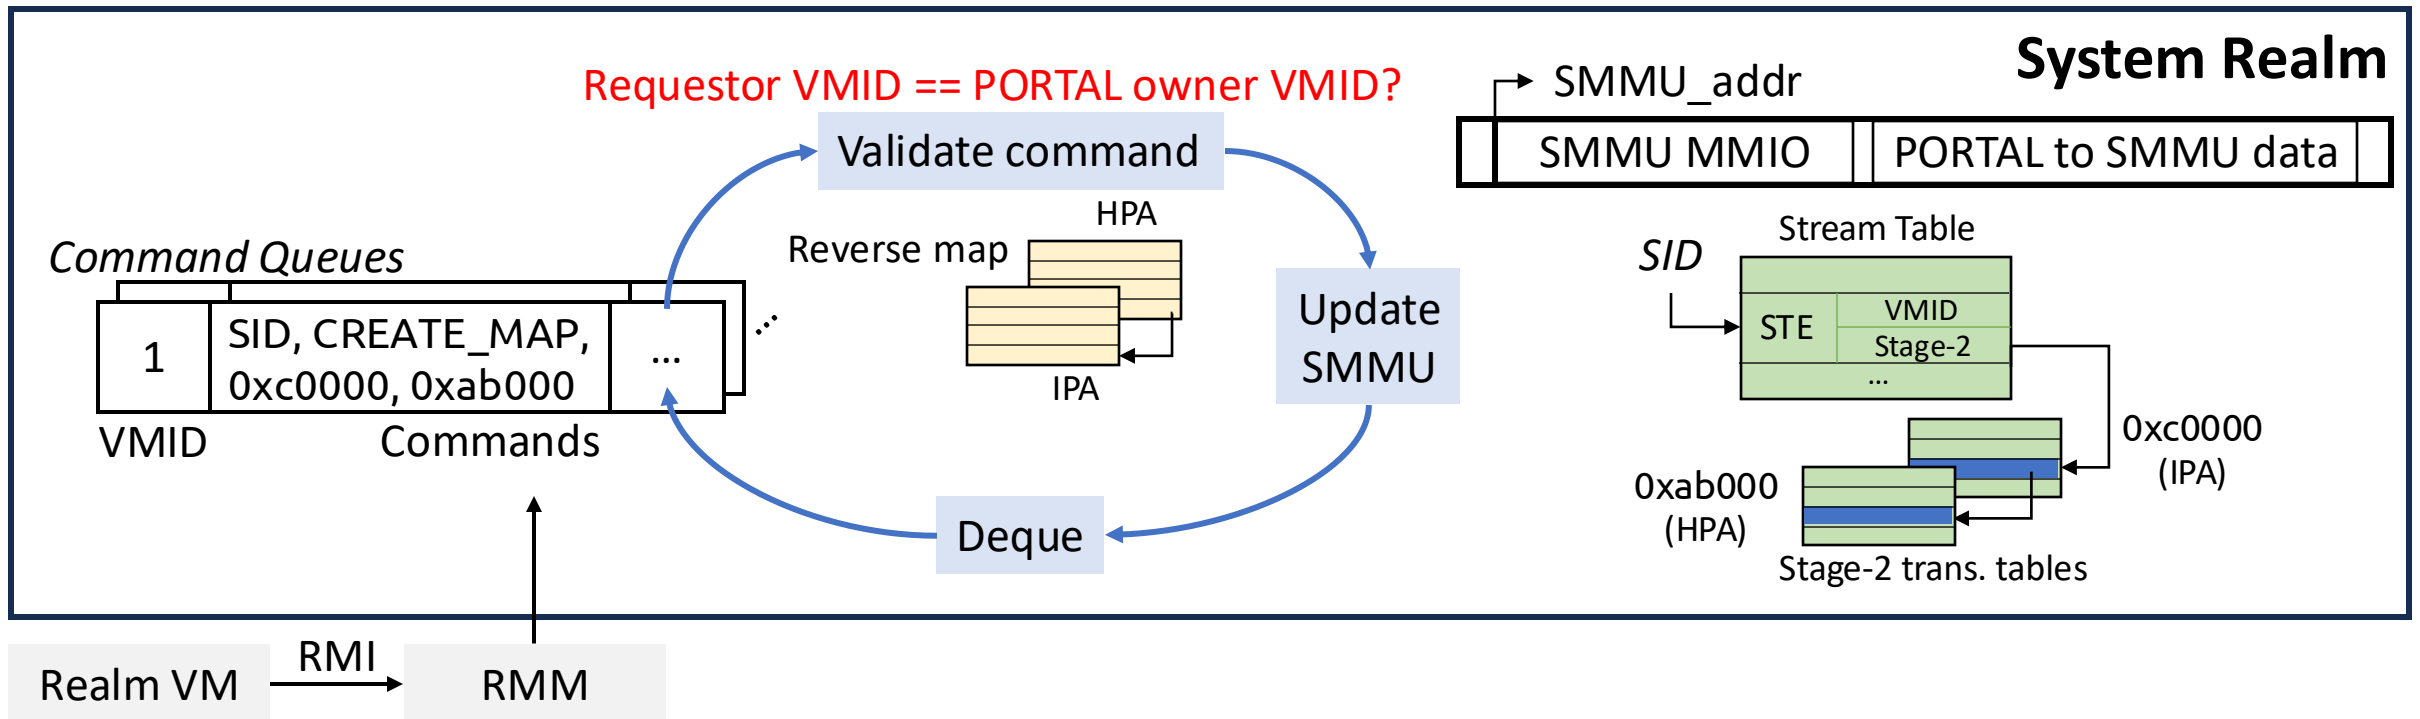 System Realm
Requestor VMID == PORTAL owner VMID?
SMMU_addr
Validate command
SMMU MMIO
PORTAL to SMMU data
HPA
Reverse map
IPA
Command Queues
1
SID, CREATE_MAP,
0xc0000, 0xab000
...
VMID
Commands
Update
SMMU
Deque
Stream Table
SID
STE
VMID
Stage-2
...
0xc0000
(IPA)
0xab000
(HPA)
Stage-2 trans. tables
Realm VM
RMI
RMM